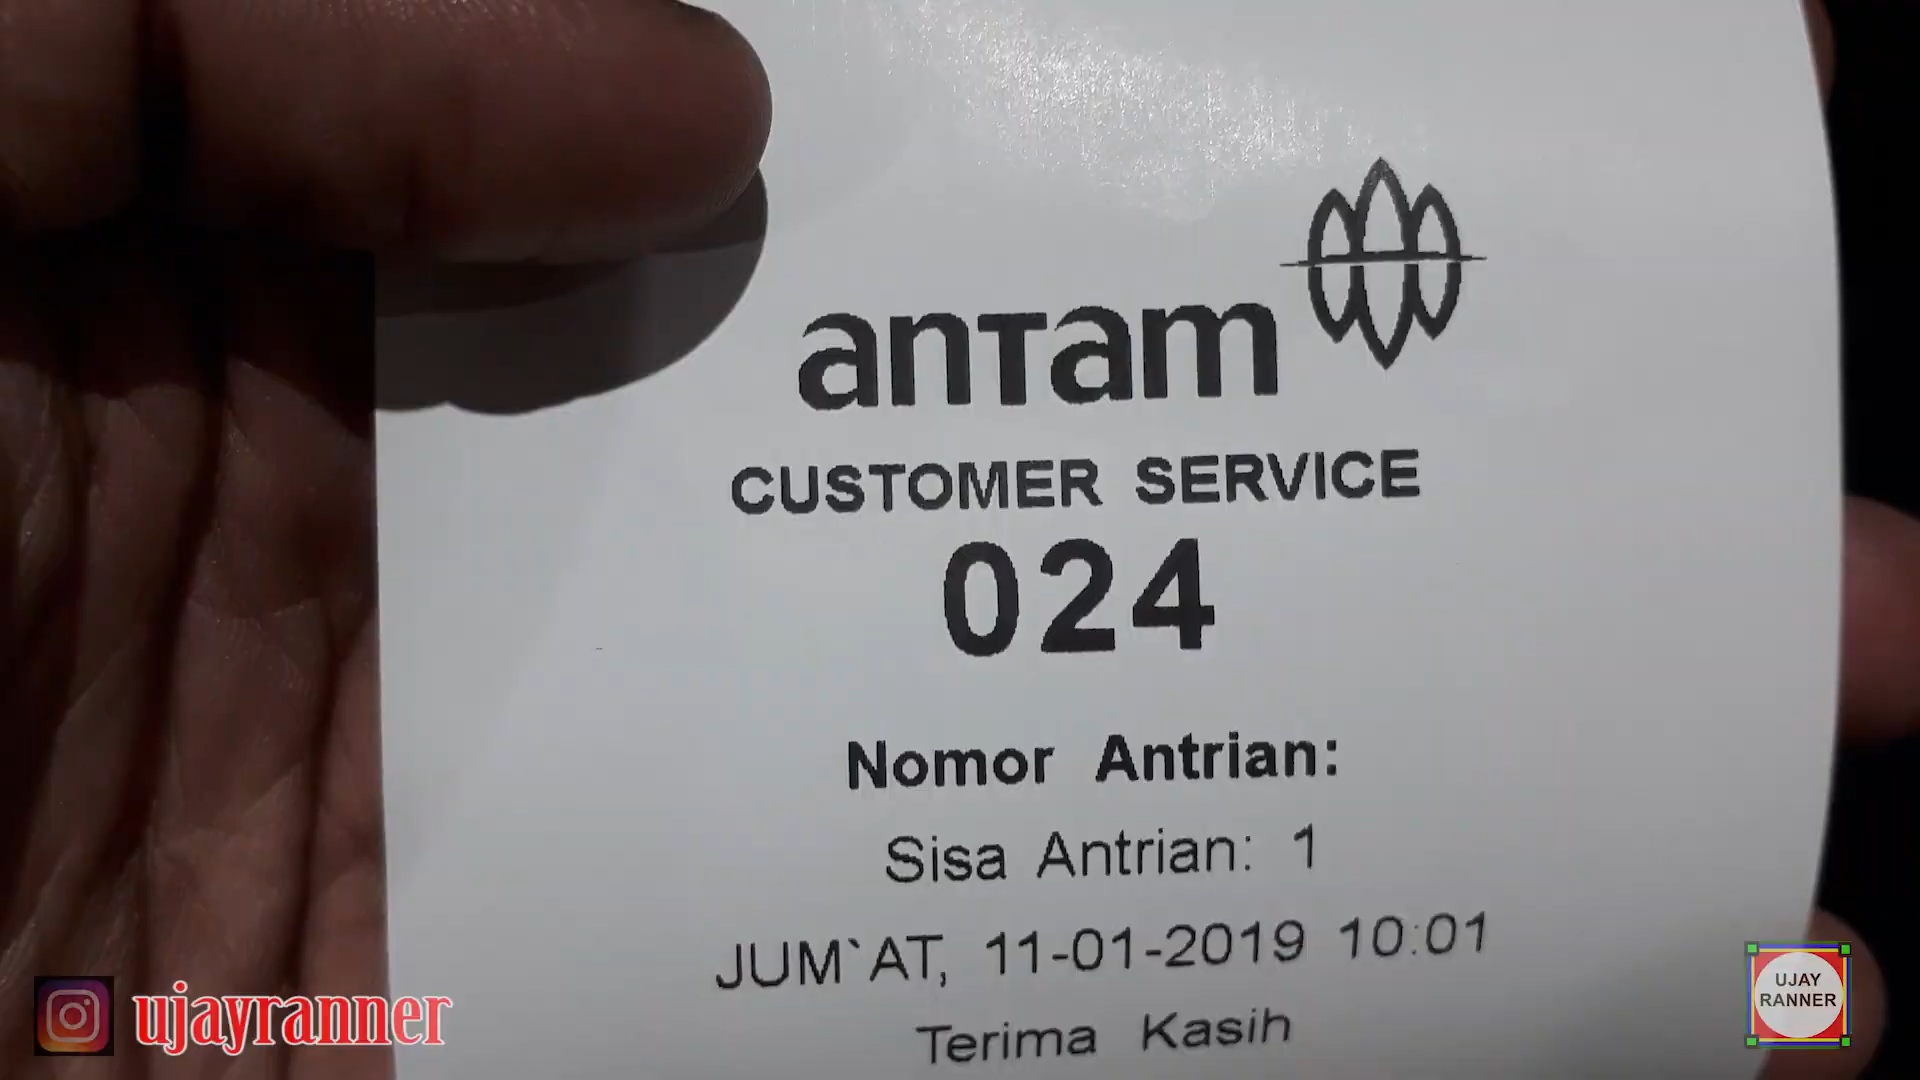 anTam
CUSTOMER SERVICE
024
Nomor Antrian:
Sisa Antrian: 1
JUM`AT, 11-01-2019 10:01
Terima Kasih
ujayranner
UJAY
RANNER